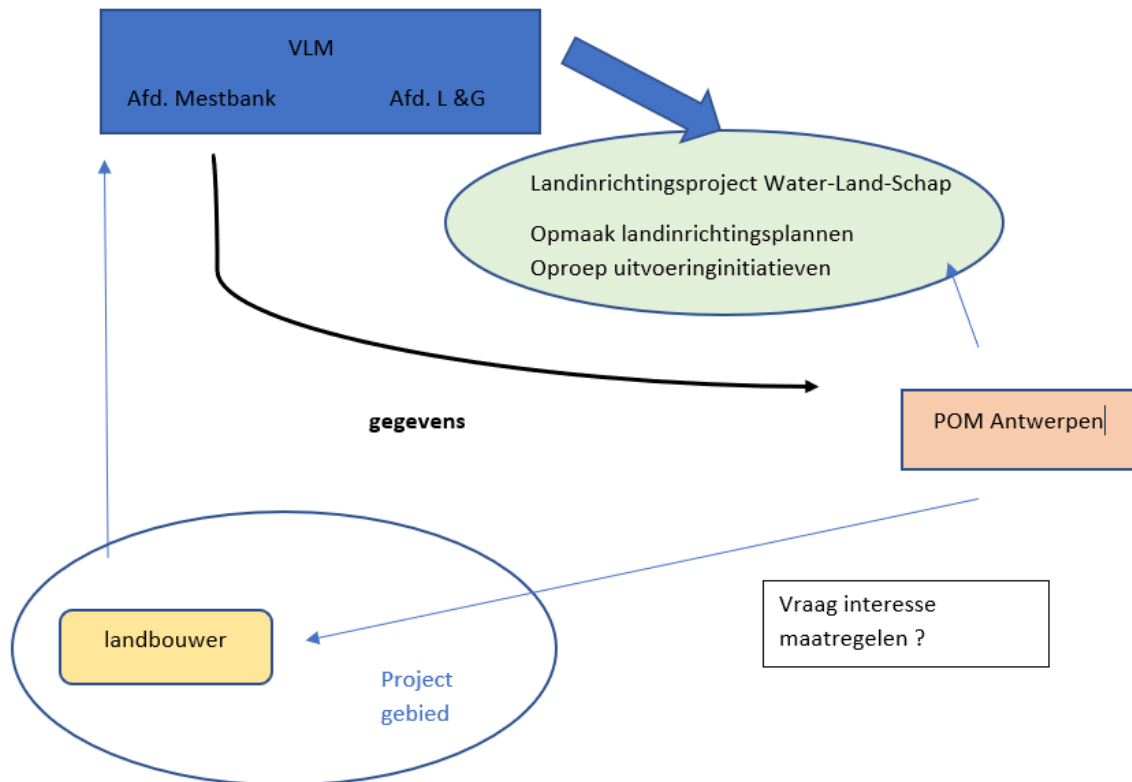 VLM
Afd. Mestbank Afd. L &G
Landinrichtingsproject Water-Land-Schap
Opmaak landinrichtingsplannen
Oproep uitvoeringinitiatieven
gegevens
POM Antwerpen
Vraag interesse
maatregelen ?
landbouwer
Project
gebied